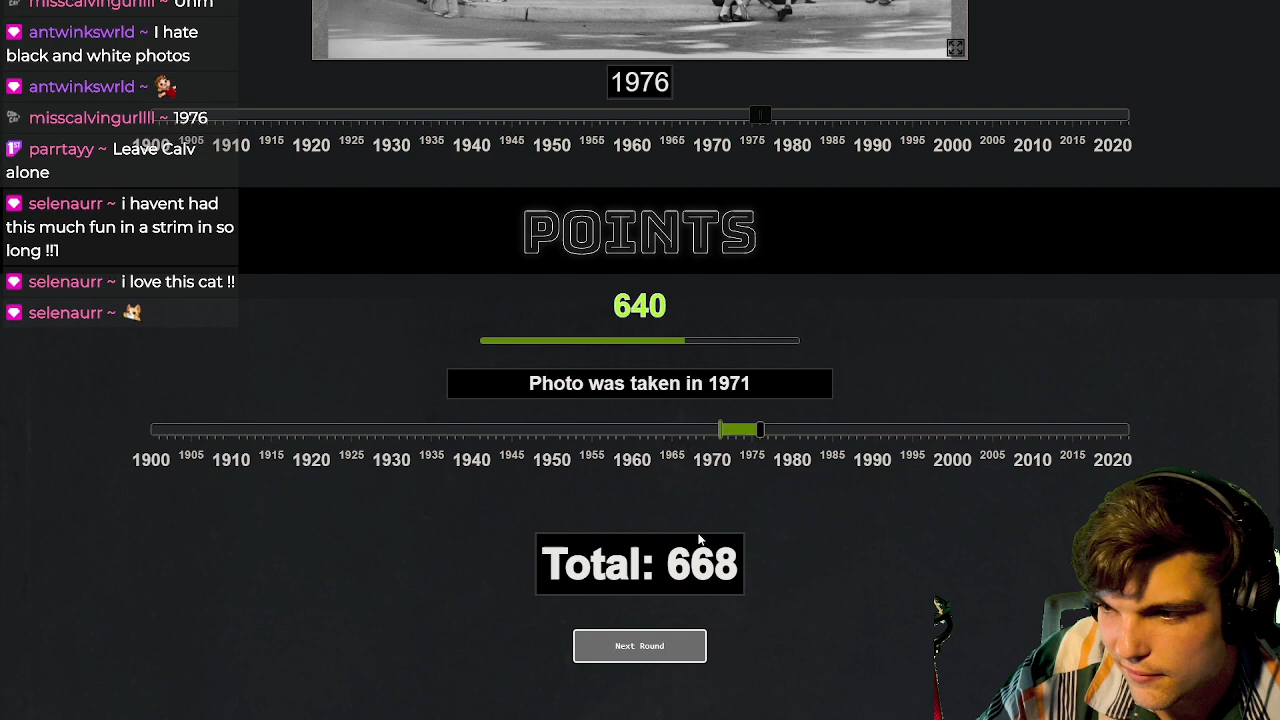 misscalvingurllll ~ Uhm
antwinkswrld ~ I hate
black and white photos
antwinkswrld ~
misscalvingurllll ~ 1976
parrtayy ~ Leave Calv
alone
selenaurr ~ i havent had
this much fun in a strim in so
long !!1
selenaurr ~ i love this cat !!
selenaurr ~
1976
1900 1905 1910 1915 1920 1925 1930 1935 1940 1945 1950 1955 1960 1965 1970 1975 1980 1985 1990 1995 2000 2005 2010 2015 2020
POINTS
640
Photo was taken in 1971
1900 1905 1910 1915 1920 1925 1930 1935 1940 1945 1950 1955 1960 1965 1970 1975 1980 1985 1990 1995 2000 2005 2010 2015 2020
Total: 668
Next Round